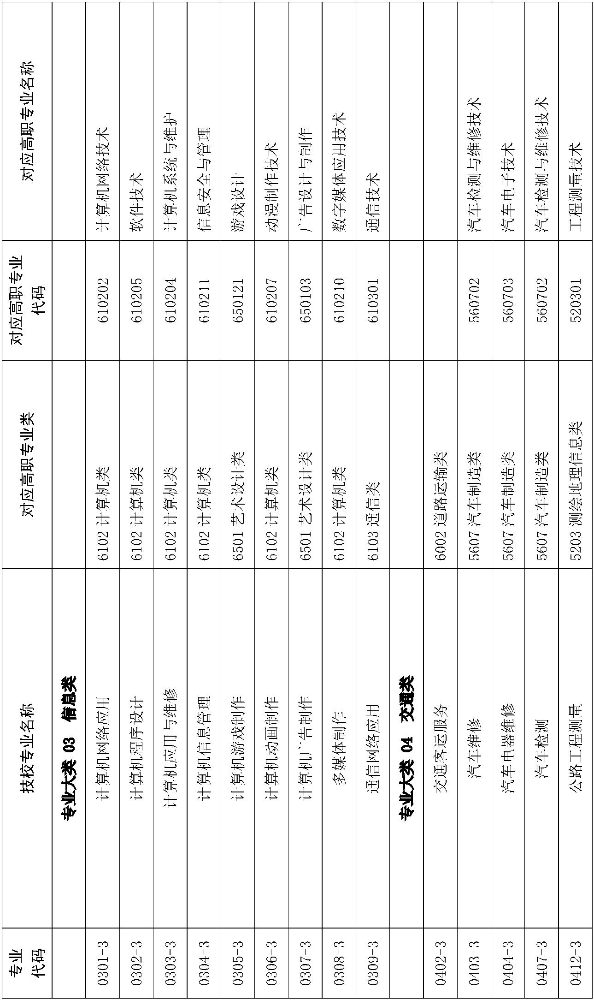 专业
代码
技校专业名称
对应高职专业类
对应高职专业
代码
对应高职专业名称
专业大类 03 信息类
0301-3 计算机网络应用 6102 计算机类 610202 计算机网络技术
0302-3 计算机程序设计 6102 计算机类 610205 软件技术
0303-3 计算机应用与维修 6102 计算机类 610204 计算机系统与维护
0304-3 计算机信息管理 6102 计算机类 610211 信息安全与管理
0305-3 计算机游戏制作 6501 艺术设计类 650121 游戏设计
0306-3 计算机动画制作 6102 计算机类 610207 动漫制作技术
0307-3 计算机广告制作 6501 艺术设计类 650103 广告设计与制作
0308-3 多媒体制作 6102 计算机类 610210 数字媒体应用技术
0309-3 通信网络应用 6103 通信类 610301 通信技术
专业大类 04 交通类
0402-3 交通客运服务 6002 道路运输类
0403-3 汽车维修 5607 汽车制造类 560702 汽车检测与维修技术
0404-3 汽车电器维修 5607 汽车制造类 560703 汽车电子技术
0407-3 汽车检测 5607 汽车制造类 560702 汽车检测与维修技术
0412-3 公路工程测量 5203 测绘地理信息类 520301 工程测量技术